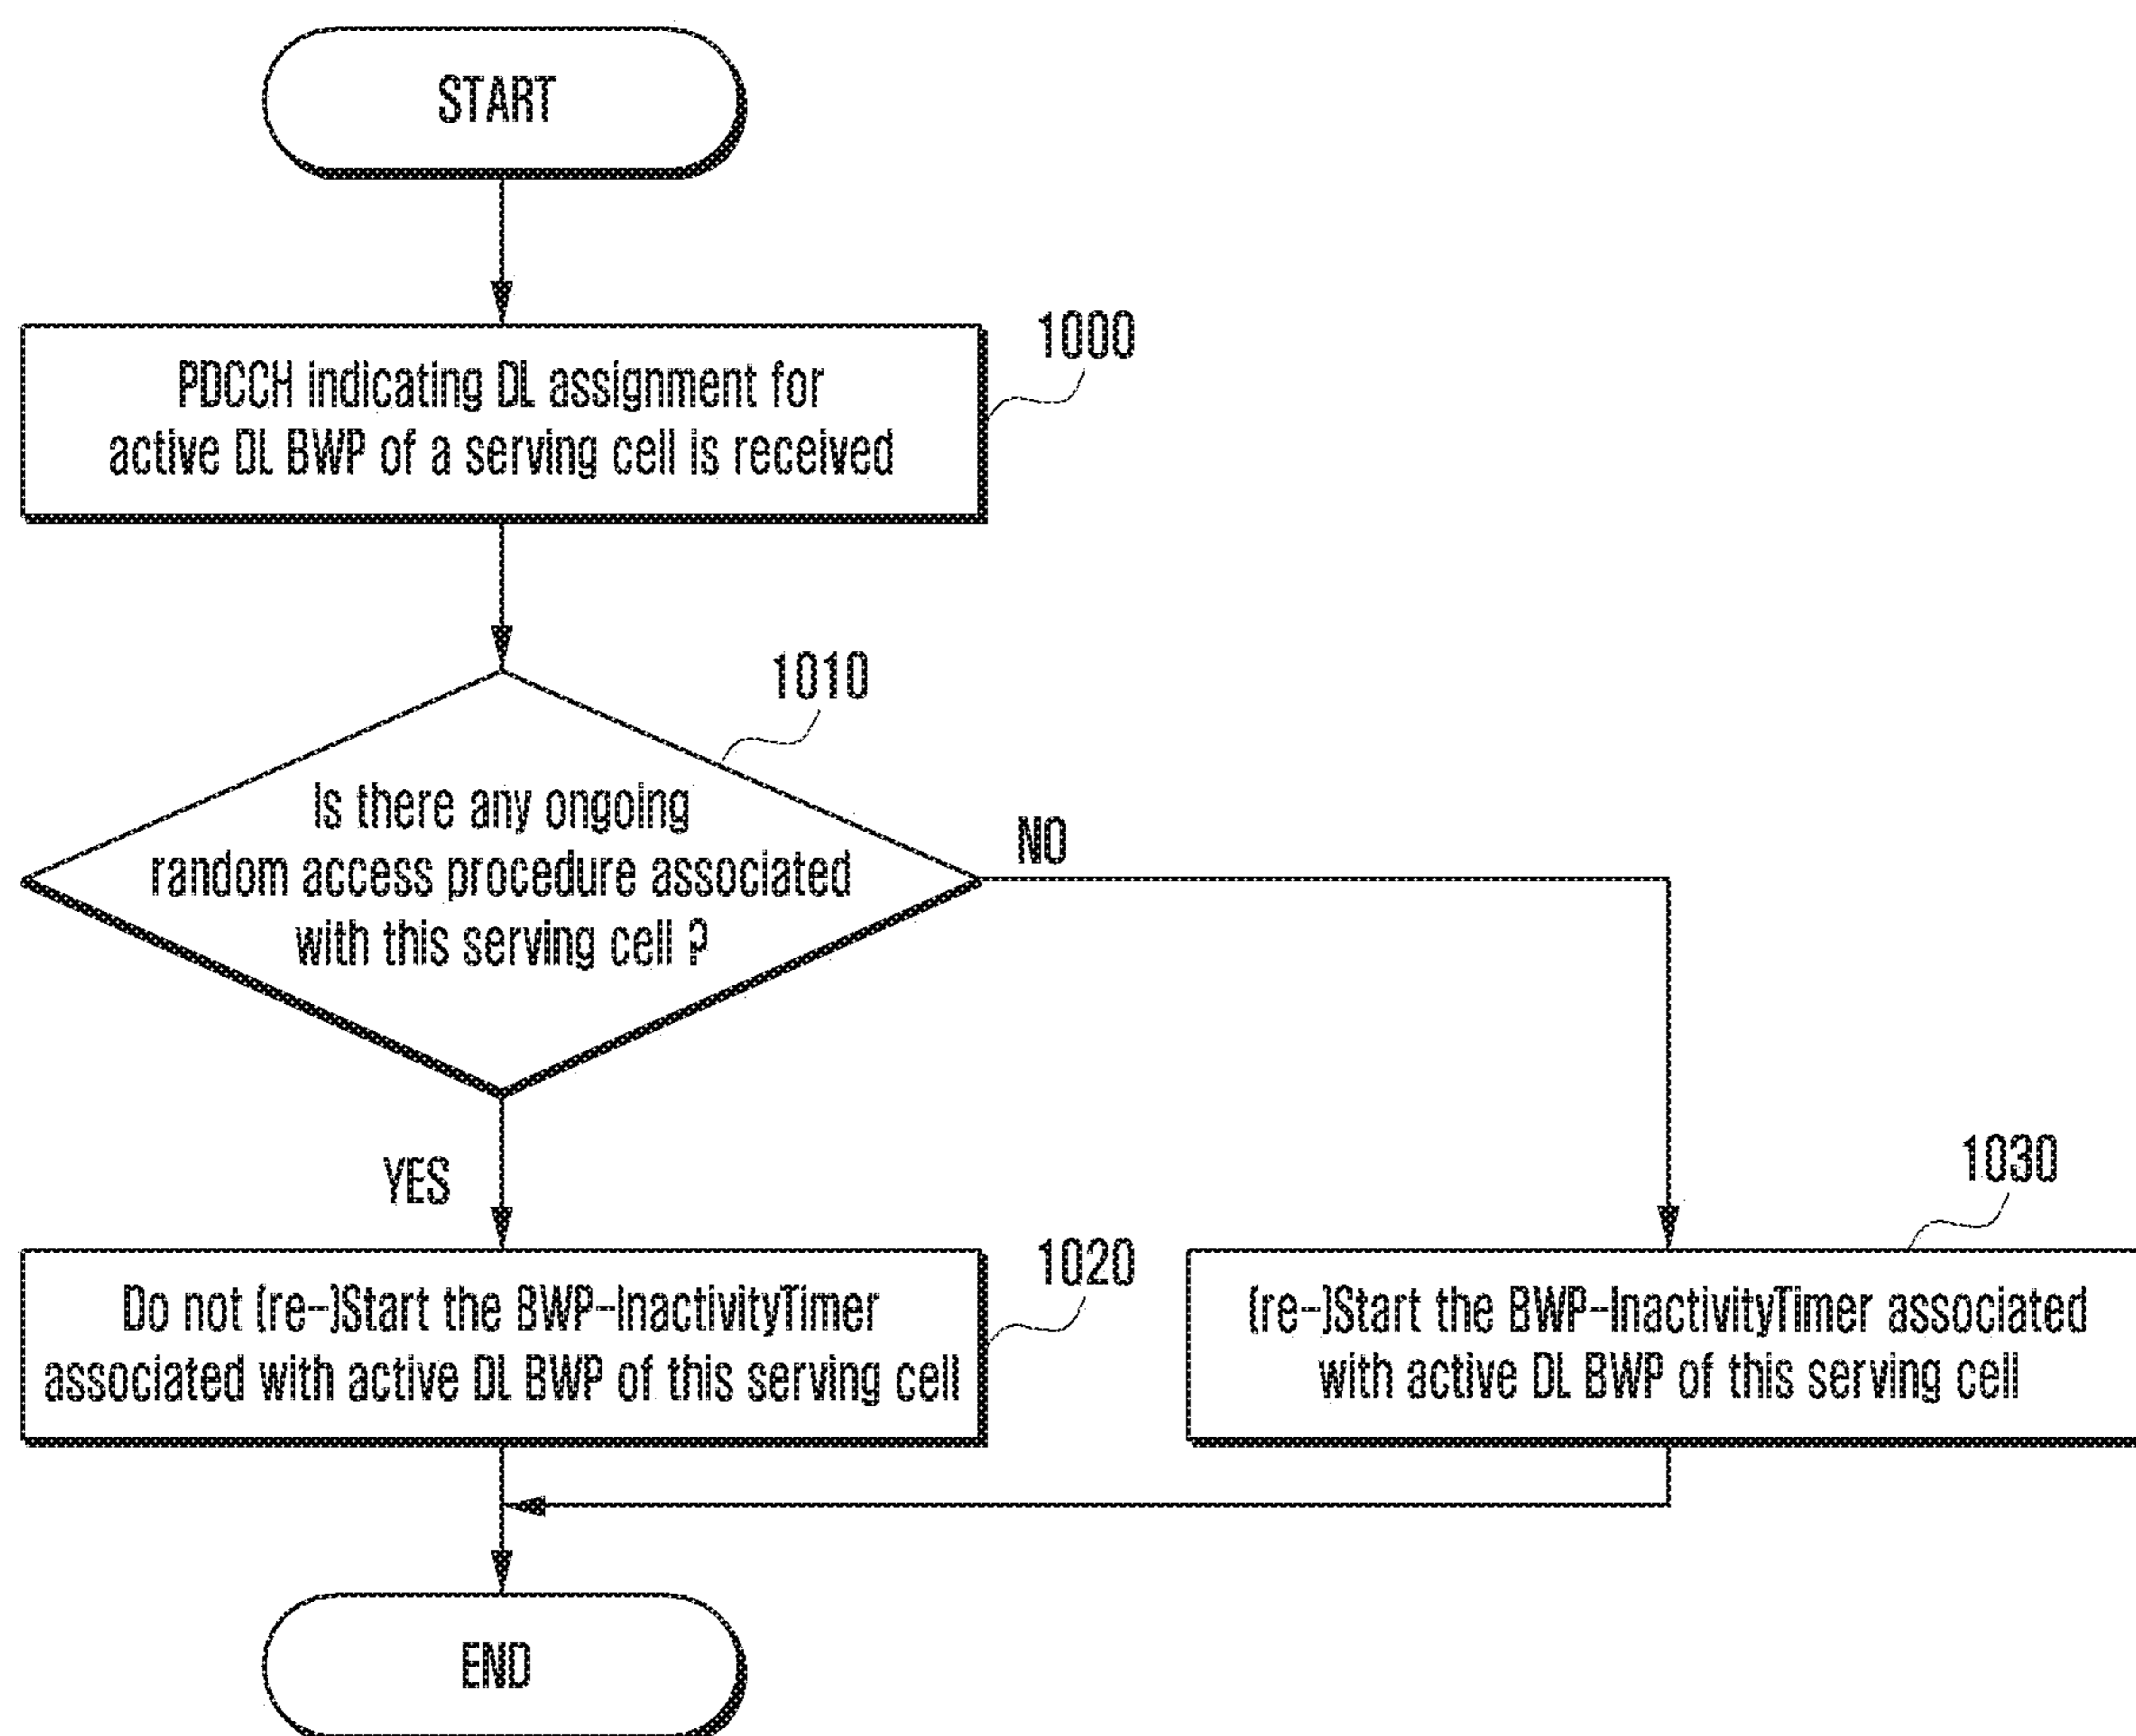 START
1000
PDCCH indicating DL assignment for
active DL BWP of a serving cell is received
1010
Is there any ongoing
random access procedure associated
with this serving cell ?
NO
YES
1020
Do not (re-)Start the BWP-InactivityTimer
associated with active DL BWP of this serving cell
1030
(re-)Start the BWP-InactivityTimer associated
with active DL BWP of this serving cell
END